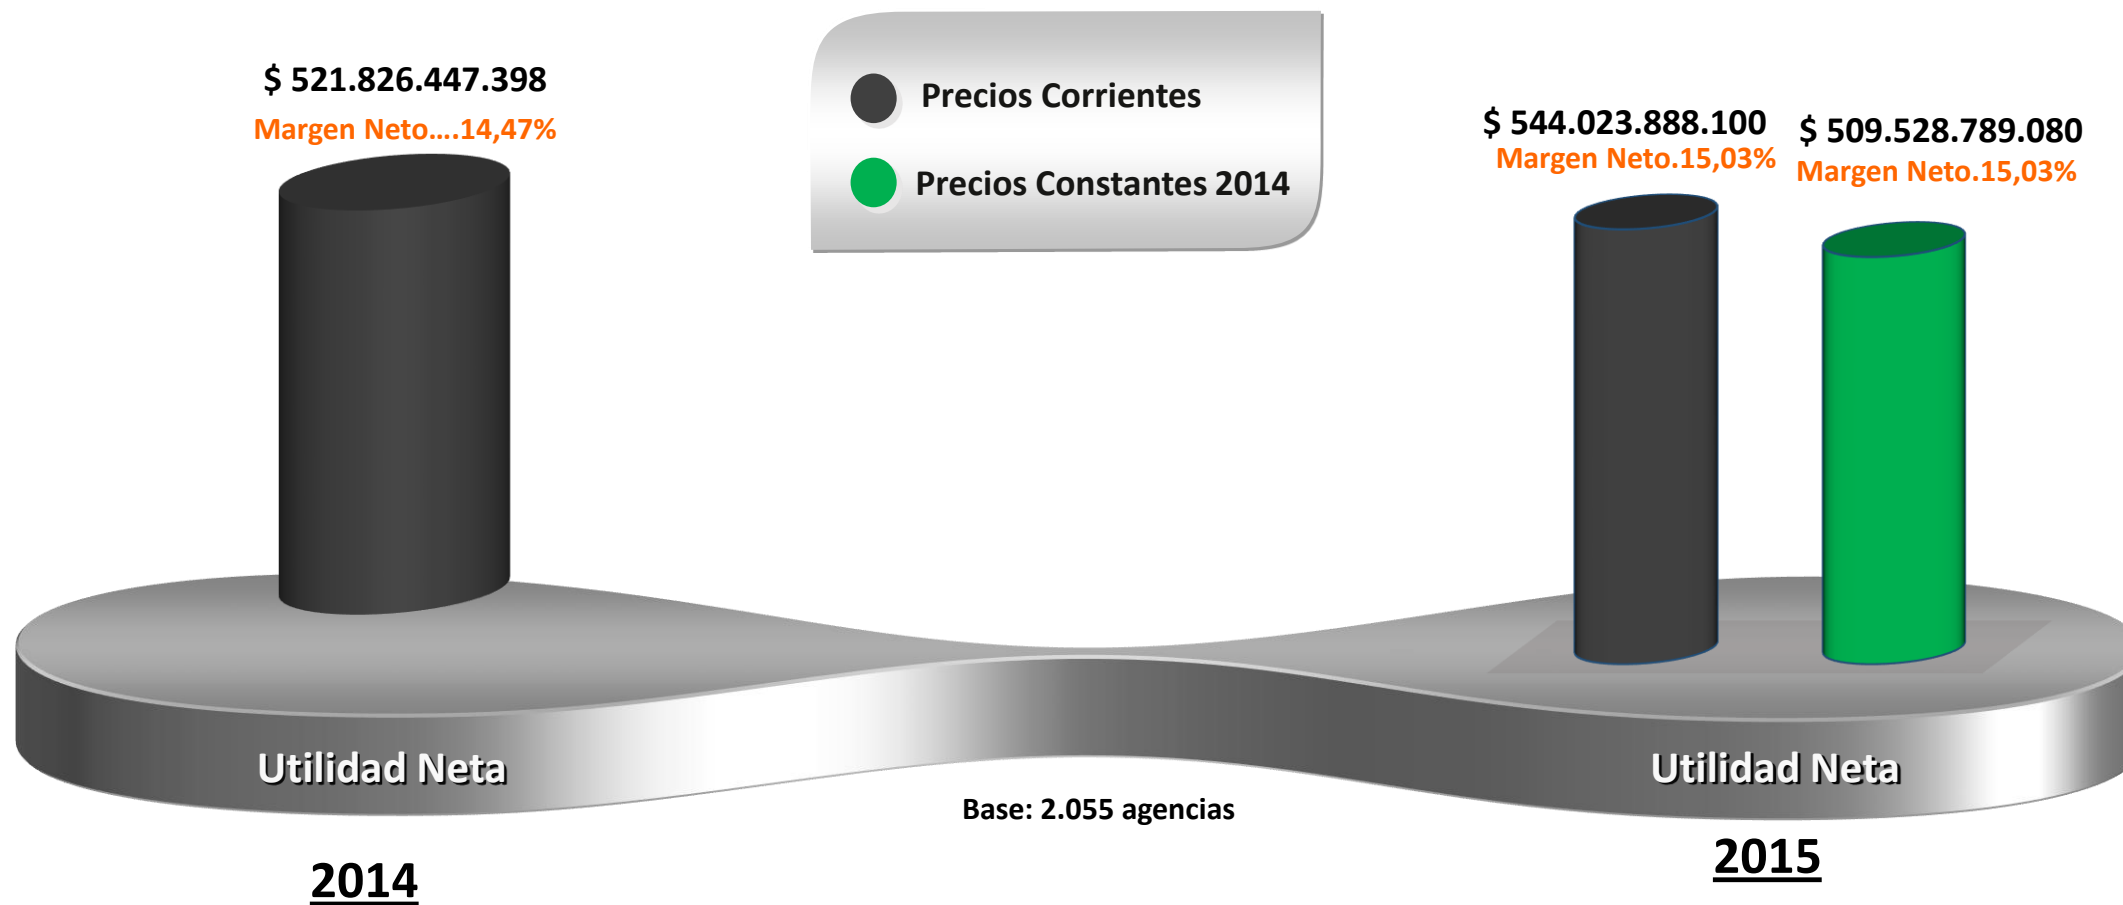 $ 521.826.447.398
Margen Neto....14,47%
Precios Corrientes
Precios Constantes 2014
$ 544.023.888.100
Margen Neto.15,03%
$ 509.528.789.080
Margen Neto.15,03%
Utilidad Neta
Utilidad Neta
Base: 2.055 agencias
2014
2015